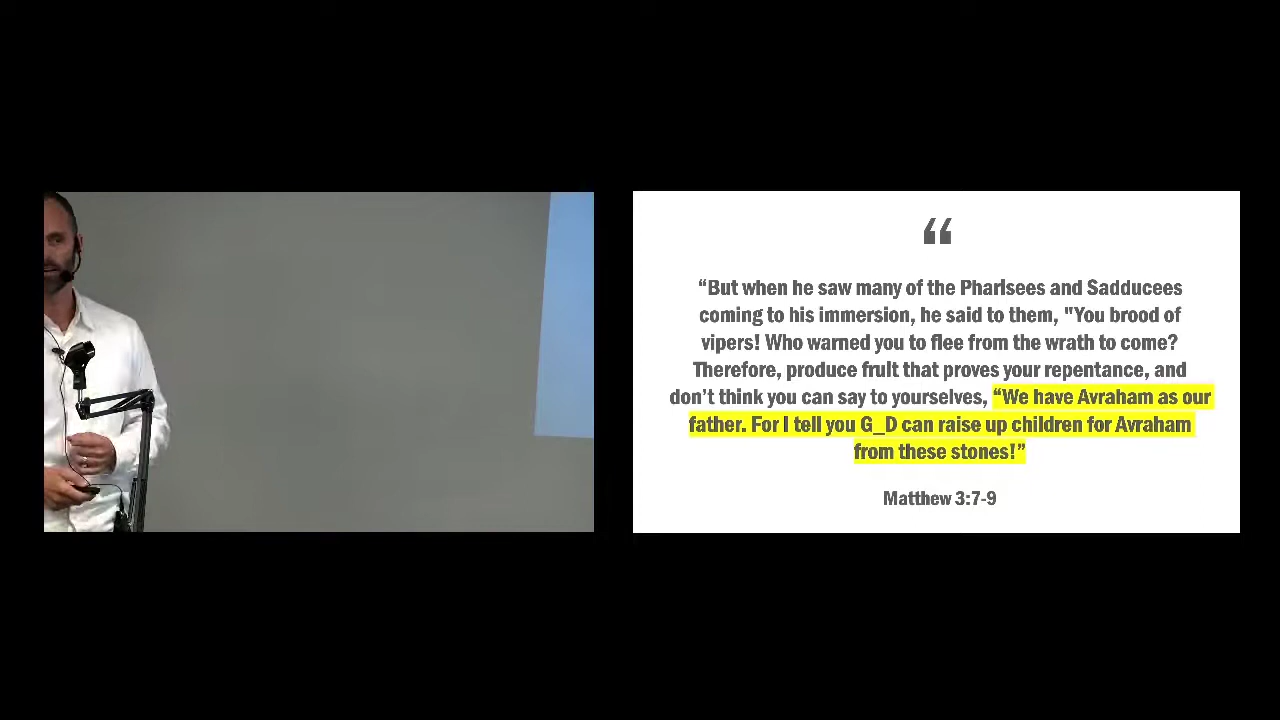 “
“But when he saw many of the Pharisees and Sadducees
coming to his immersion, he said to them, "You brood of
vipers! Who warned you to flee from the wrath to come?
Therefore, produce fruit that proves your repentance, and
don’t think you can say to yourselves, “We have Avraham as our
father. For I tell you G_D can raise up children for Avraham
from these stones!”
Matthew 3:7-9